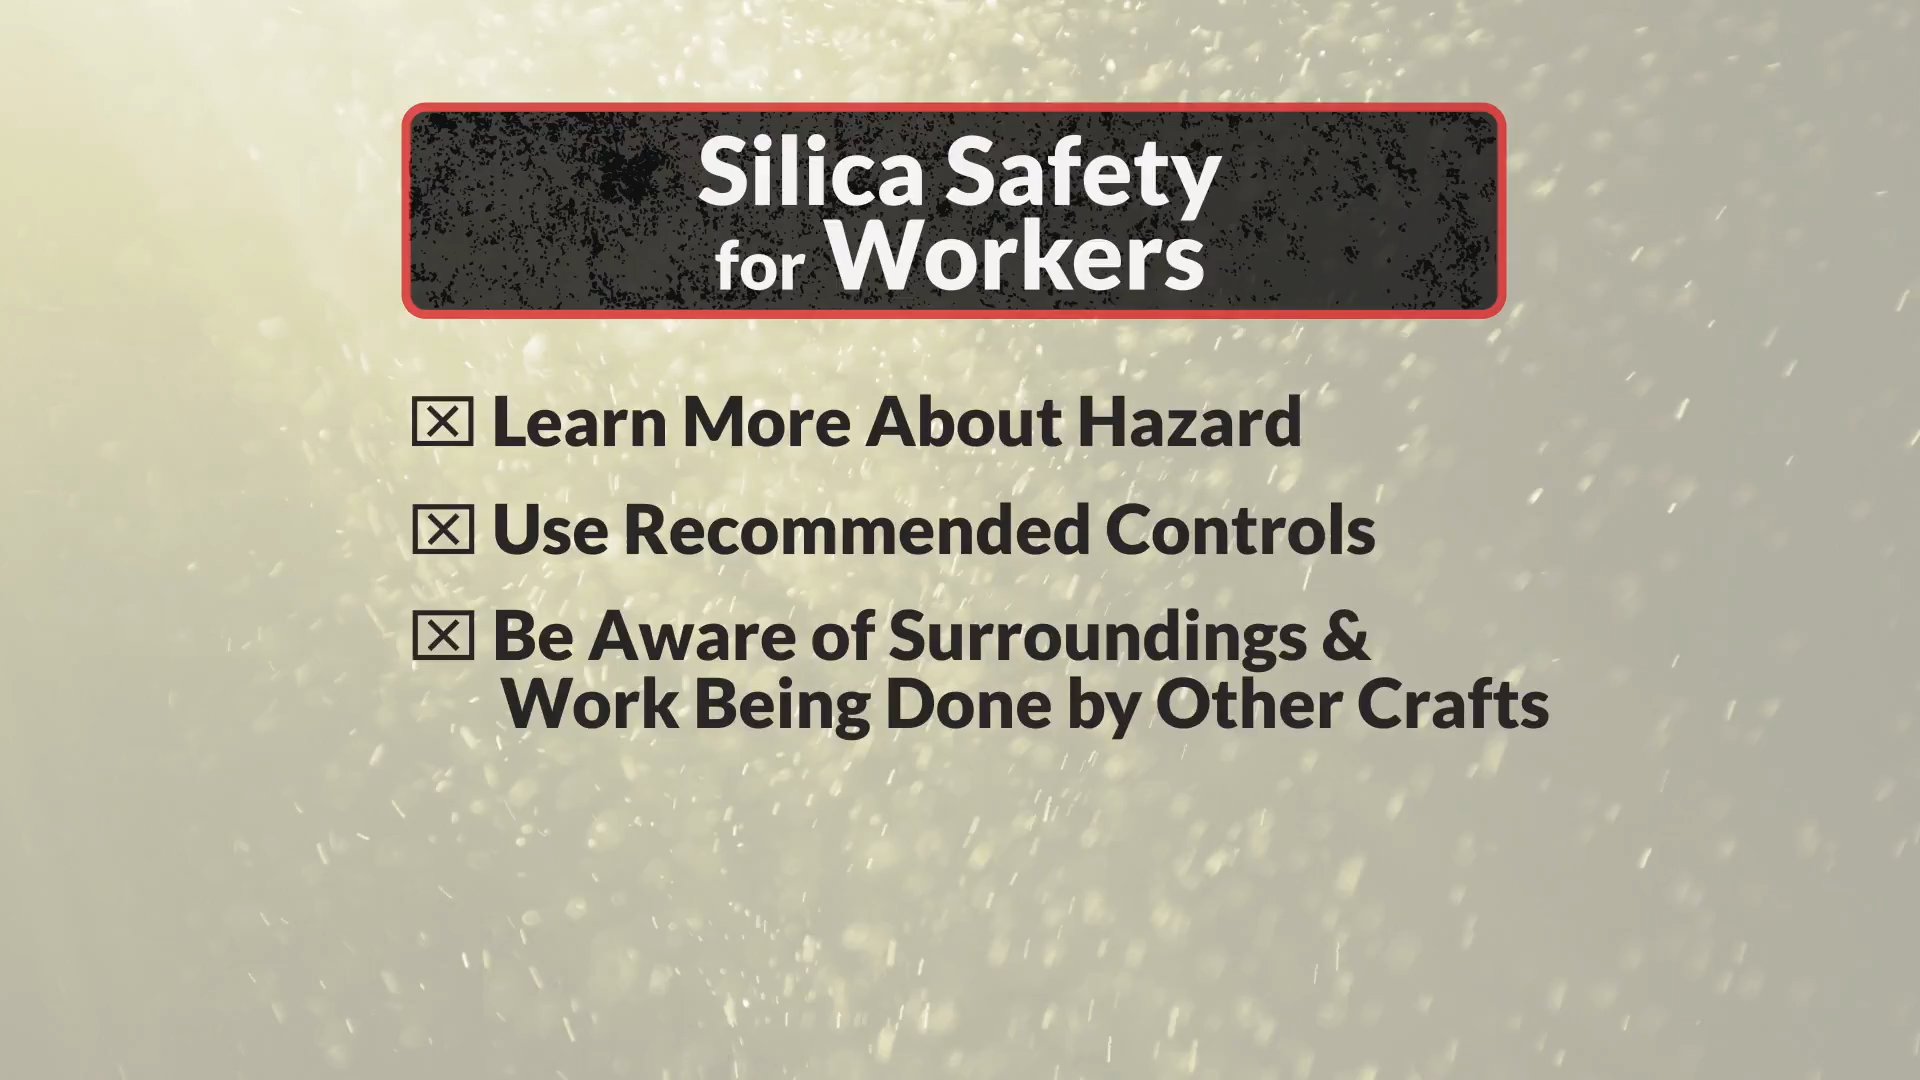 Silica Safety
for Workers
☒ Learn More About Hazard
☒ Use Recommended Controls
☒ Be Aware of Surroundings &
Work Being Done by Other Crafts